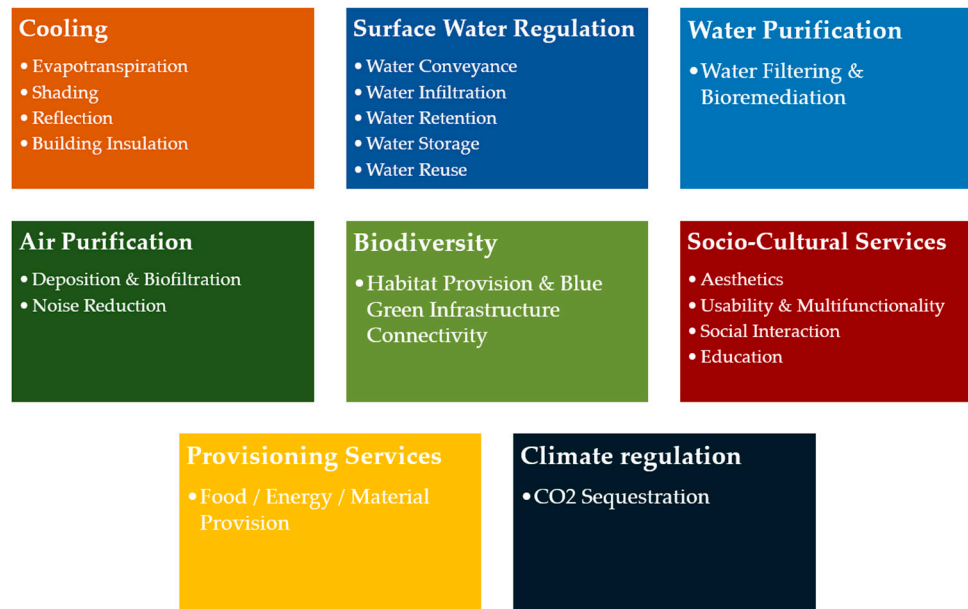 Cooling
• Evapotranspiration
• Shading
• Reflection
• Building Insulation
Surface Water Regulation
• Water Conveyance
• Water Infiltration
• Water Retention
• Water Storage
• Water Reuse
Water Purification
• Water Filtering &
Bioremediation
Air Purification
• Deposition & Biofiltration
• Noise Reduction
Biodiversity
• Habitat Provision & Blue
Green Infrastructure
Connectivity
Socio-Cultural Services
• Aesthetics
• Usability & Multifunctionality
• Social Interaction
• Education
Provisioning Services
• Food / Energy / Material
Provision
Climate regulation
• CO2 Sequestration